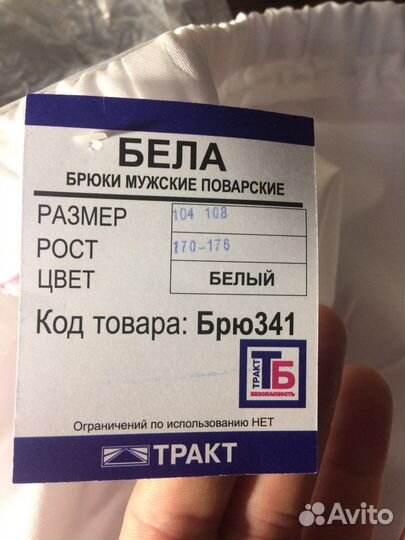 БЕЛА
БРЮКИ МУЖСКИЕ ПОВАРСКИЕ
РАЗМЕР 104 108
РОСТ 170-176
ЦВЕТ БЕЛЫЙ
Код товара: Брю341
ТРАКТ
ТБ
БЕЗОПАСНОСТЬ
Ограничений по использованию НЕТ
ТРАКТ
Avito